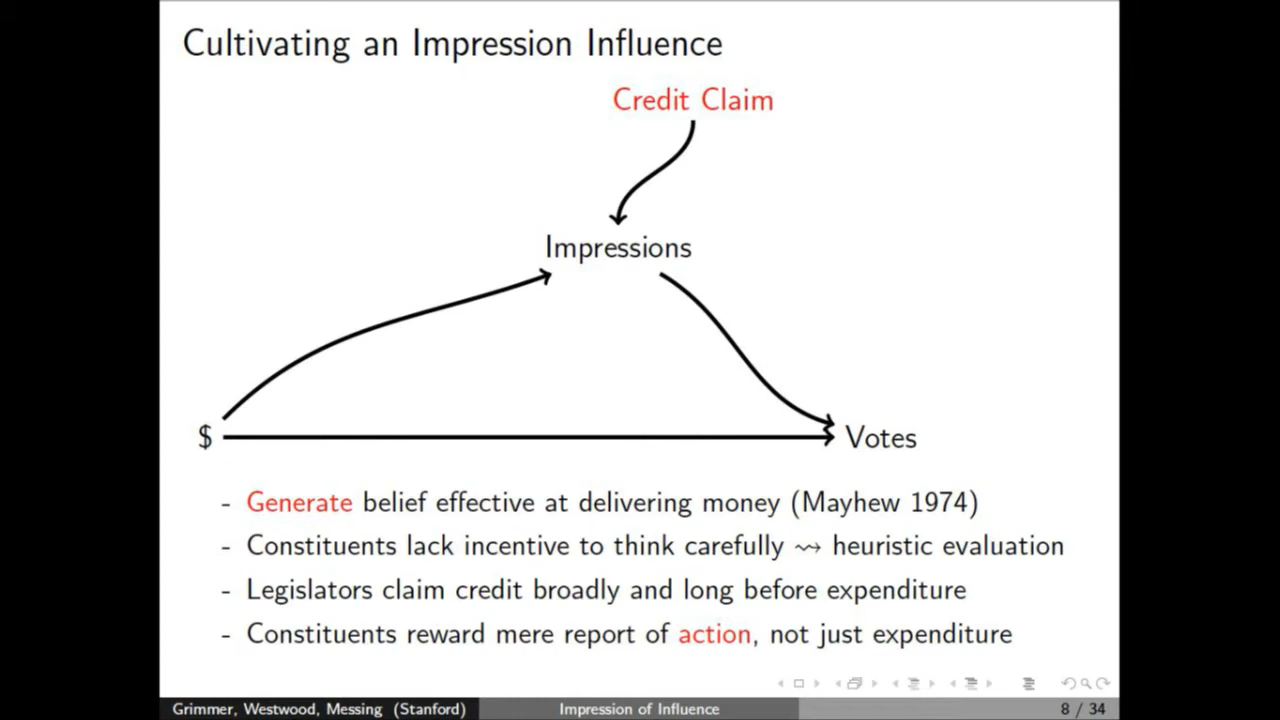 Cultivating an Impression Influence
Credit Claim
Impressions
$
Votes
- Generate belief effective at delivering money (Mayhew 1974)
- Constituents lack incentive to think carefully ⇝ heuristic evaluation
- Legislators claim credit broadly and long before expenditure
- Constituents reward mere report of action, not just expenditure
Grimmer, Westwood, Messing (Stanford)
Impression of Influence
8 / 34